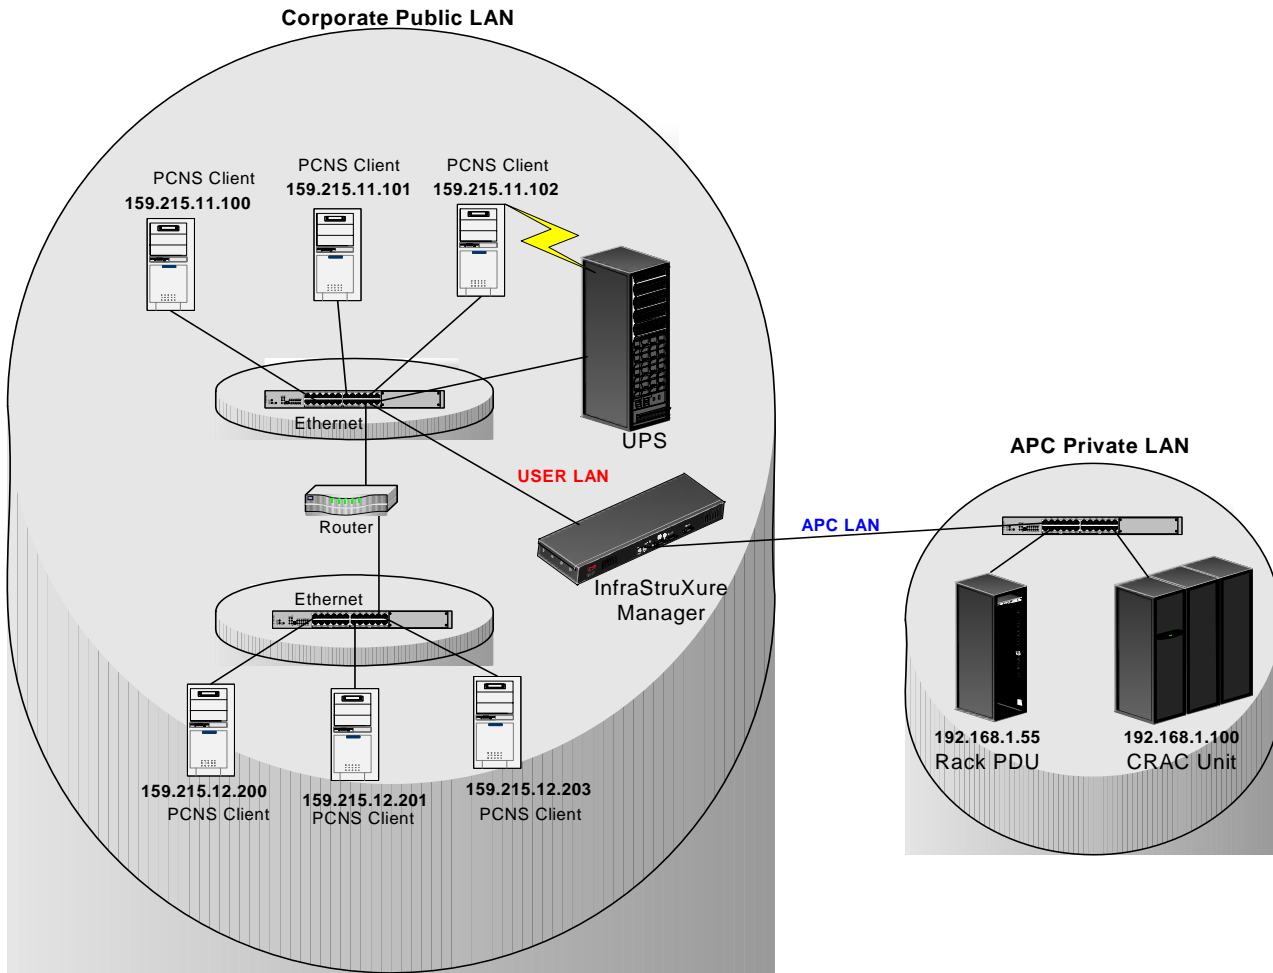 Corporate Public LAN
PCNS Client
159.215.11.100
PCNS Client
159.215.11.101
PCNS Client
159.215.11.102
Ethernet
UPS
USER LAN
Router
InfraStruXure
Manager
APC LAN
APC Private LAN
192.168.1.55
Rack PDU
192.168.1.100
CRAC Unit
Ethernet
159.215.12.200
PCNS Client
159.215.12.201
PCNS Client
159.215.12.203
PCNS Client